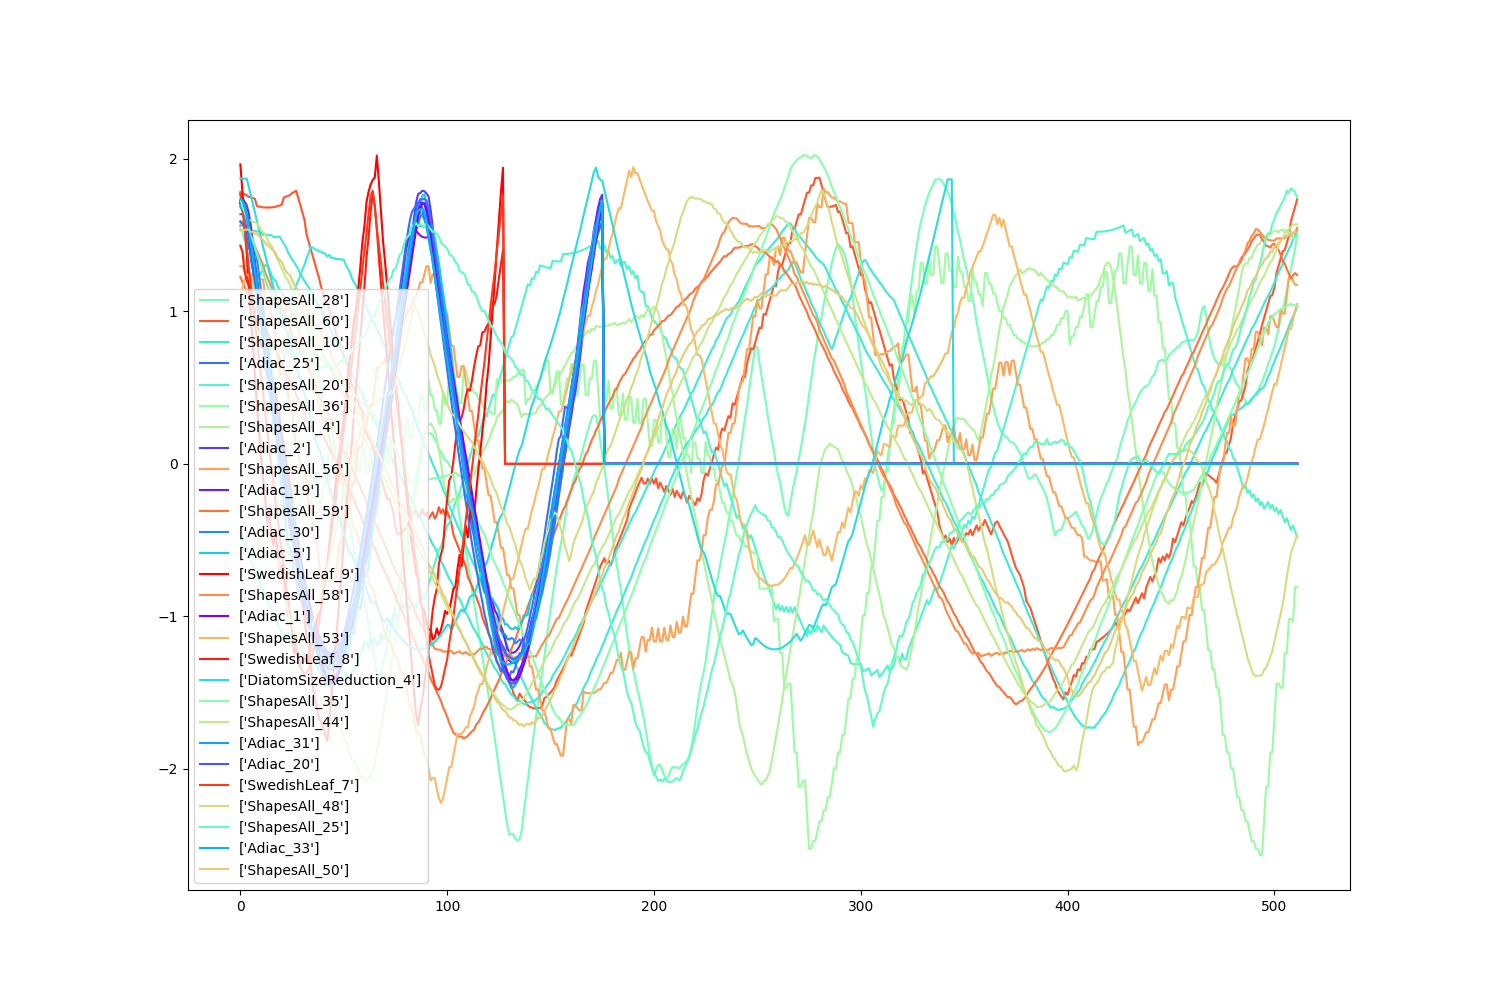 2
1
0
−1
−2
['ShapesAll_28']
['ShapesAll_60']
['ShapesAll_10']
['Adiac_25']
['ShapesAll_20']
['ShapesAll_36']
['ShapesAll_4']
['Adiac_2']
['ShapesAll_56']
['Adiac_19']
['ShapesAll_59']
['Adiac_30']
['Adiac_5']
['SwedishLeaf_9']
['ShapesAll_58']
['Adiac_1']
['ShapesAll_53']
['SwedishLeaf_8']
['DiatomSizeReduction_4']
['ShapesAll_35']
['ShapesAll_44']
['Adiac_31']
['Adiac_20']
['SwedishLeaf_7']
['ShapesAll_48']
['ShapesAll_25']
['Adiac_33']
['ShapesAll_50']
0 100 200 300 400 500